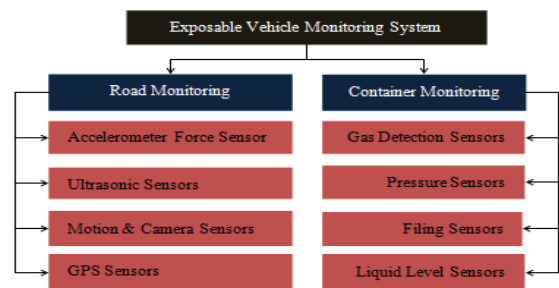 Exposable Vehicle Monitoring System
Road Monitoring
Accelerometer Force Sensor
Ultrasonic Sensors
Motion & Camera Sensors
GPS Sensors
Container Monitoring
Gas Detection Sensors
Pressure Sensors
Filing Sensors
Liquid Level Sensors